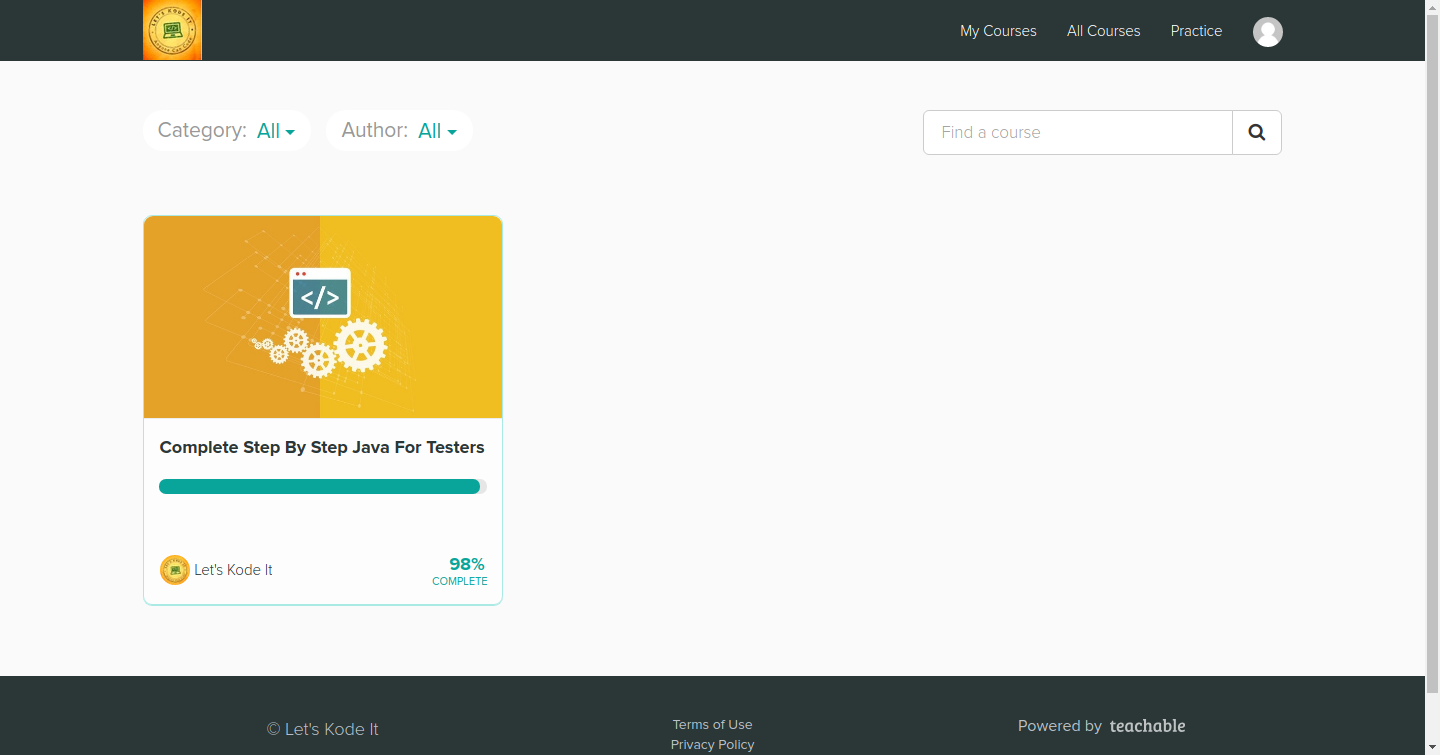 My Courses
All Courses
Practice
Category: All
Author: All
Find a course
</>
Complete Step By Step Java For Testers
Let's Kode It
98%
COMPLETE
© Let's Kode It
Terms of Use
Privacy Policy
Powered by teachable